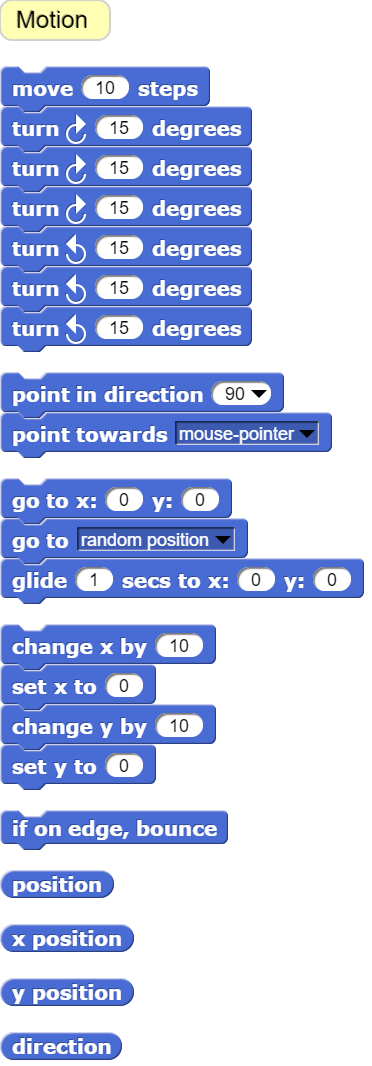 Motion
move 10 steps
turn 15 degrees
turn 15 degrees
turn 15 degrees
turn 15 degrees
turn 15 degrees
turn 15 degrees
point in direction 90
point towards mouse-pointer
go to x: 0 y: 0
go to random position
glide 1 secs to x: 0 y: 0
change x by 10
set x to 0
change y by 10
set y to 0
if on edge, bounce
position
x position
y position
direction